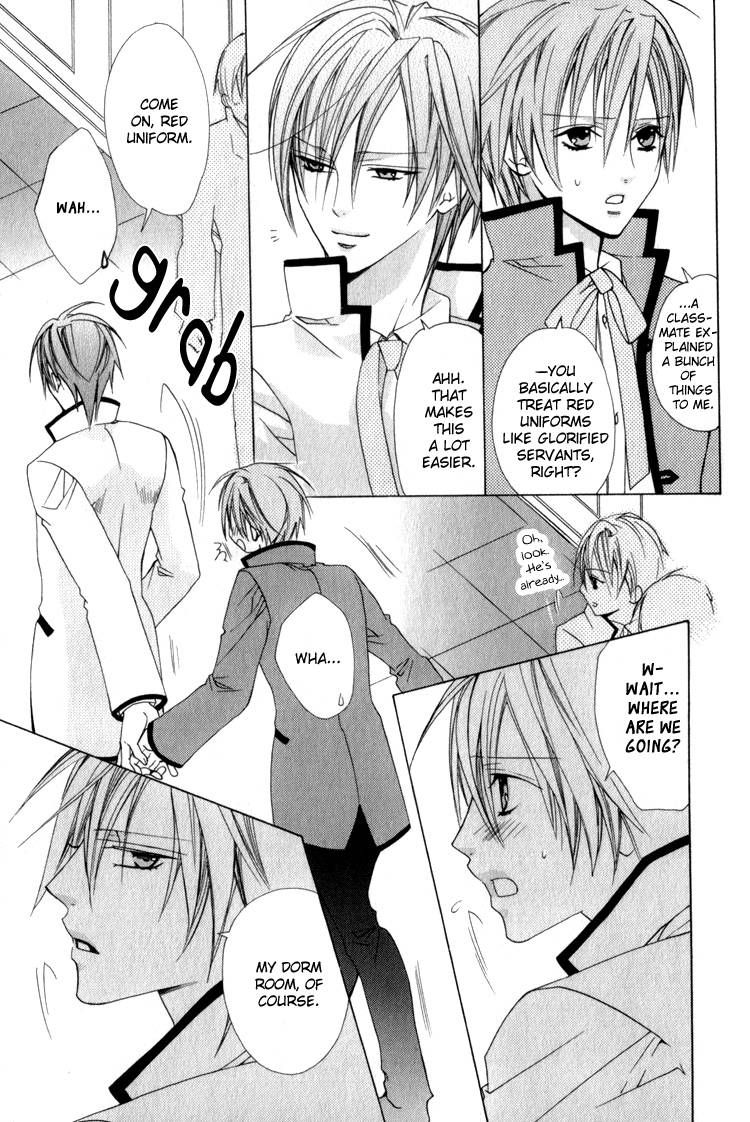 ...A
CLASS-
MATE EX-
PLAINED
A BUNCH
OF
THINGS
TO ME.
—YOU
BASICALLY
TREAT RED
UNIFORMS
LIKE GLORIFIED
SERVANTS,
RIGHT?
AHH.
THAT
MAKES
THIS
A LOT
EASIER.
COME
ON, RED
UNIFORM.
WAH...
grab
Oh,
look.
He's
already...
WHA...
W-
WAIT...
WHERE
ARE WE
GOING?
MY DORM
ROOM, OF
COURSE.